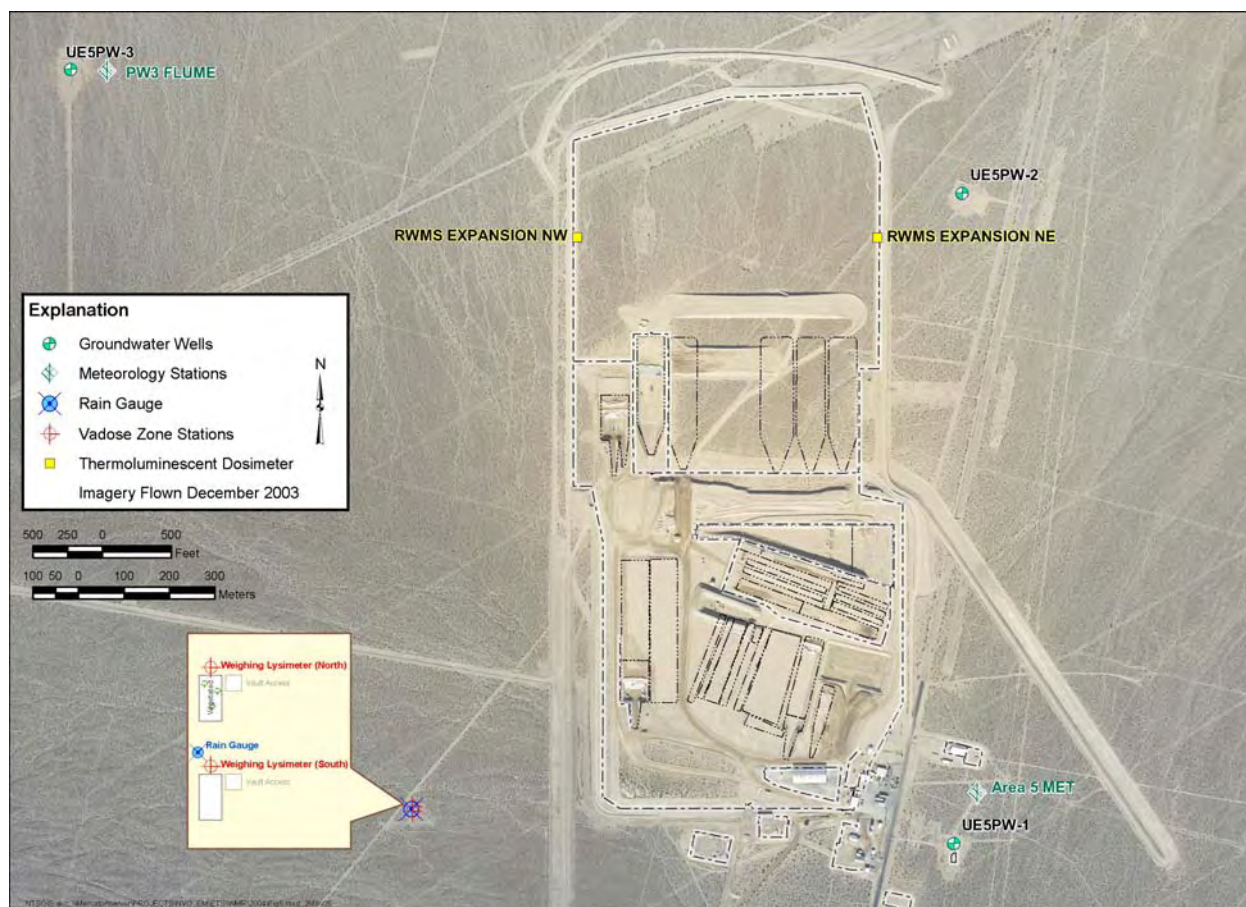 UE5PW-3
PW3 FLUME
UE5PW-2
RWMS EXPANSION NW
RWMS EXPANSION NE
Explanation
Groundwater Wells
Meteorology Stations
N
Rain Gauge
Vadose Zone Stations
Thermoluminescent Dosimeter
Imagery Flown December 2003
500 250 0 500
Feet
100 50 0 100 200 300
Meters
Weighing Lysimeter (North)
Vault Access
Vegetated
Rain Gauge
Weighing Lysimeter (South)
Vault Access
Area 5 MET
UE5PW-1